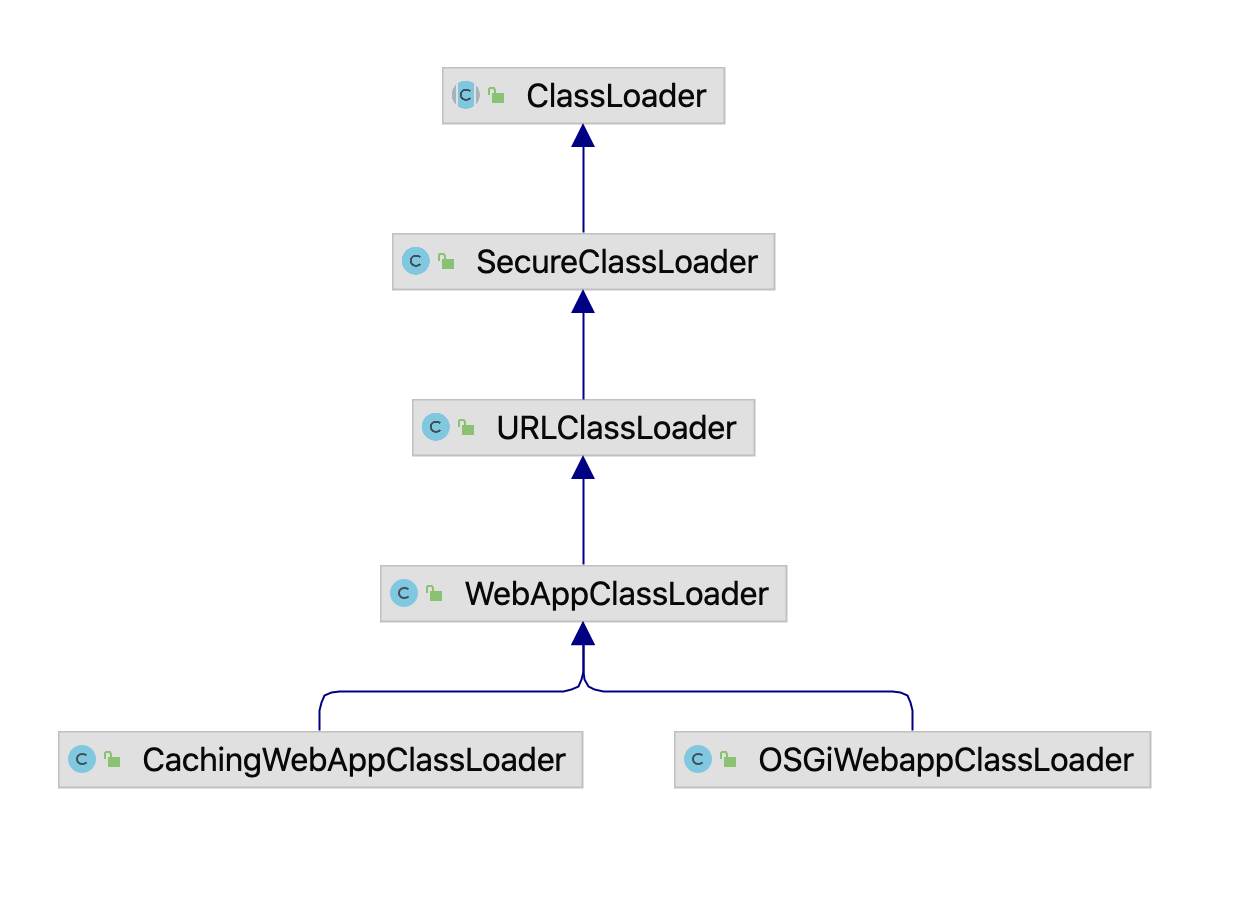 ClassLoader
SecureClassLoader
URLClassLoader
WebAppClassLoader
CachingWebAppClassLoader
OSGiWebappClassLoader